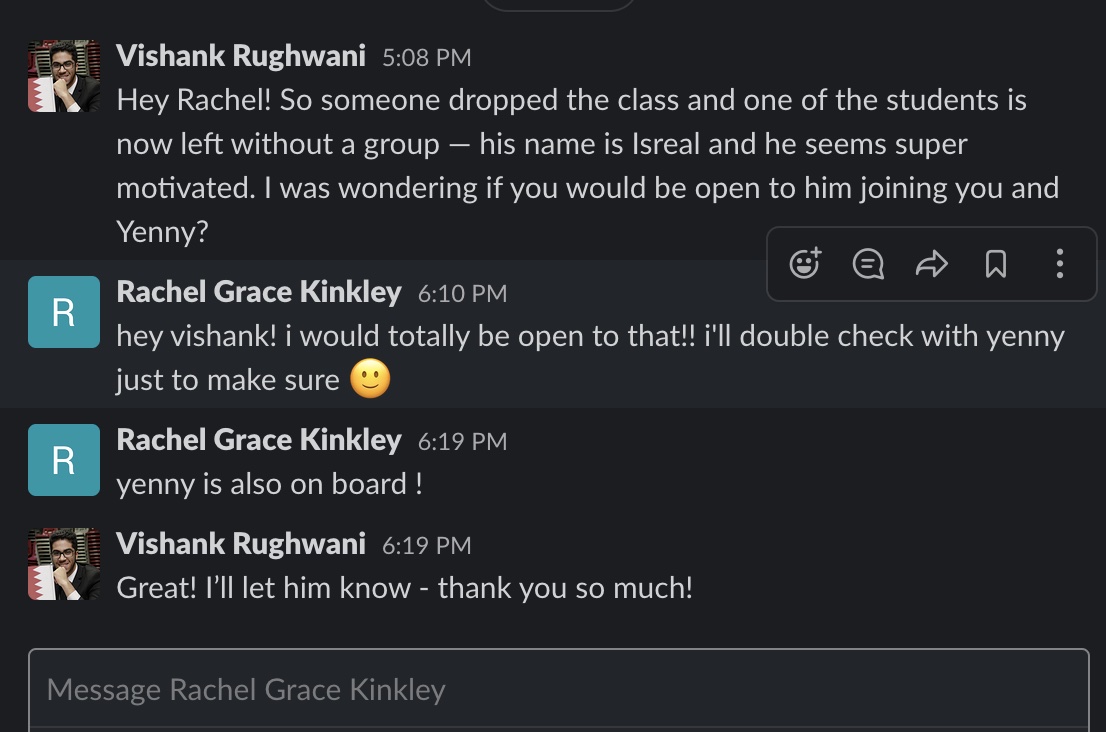 Vishank Rughwani 5:08 PM
Hey Rachel! So someone dropped the class and one of the students is
now left without a group — his name is Isreal and he seems super
motivated. I was wondering if you would be open to him joining you and
Yenny?
R
Rachel Grace Kinkley 6:10 PM
hey vishank! i would totally be open to that!! i'll double check with yenny
just to make sure 🙂
R
Rachel Grace Kinkley 6:19 PM
yenny is also on board !
Vishank Rughwani 6:19 PM
Great! I’ll let him know - thank you so much!
Message Rachel Grace Kinkley